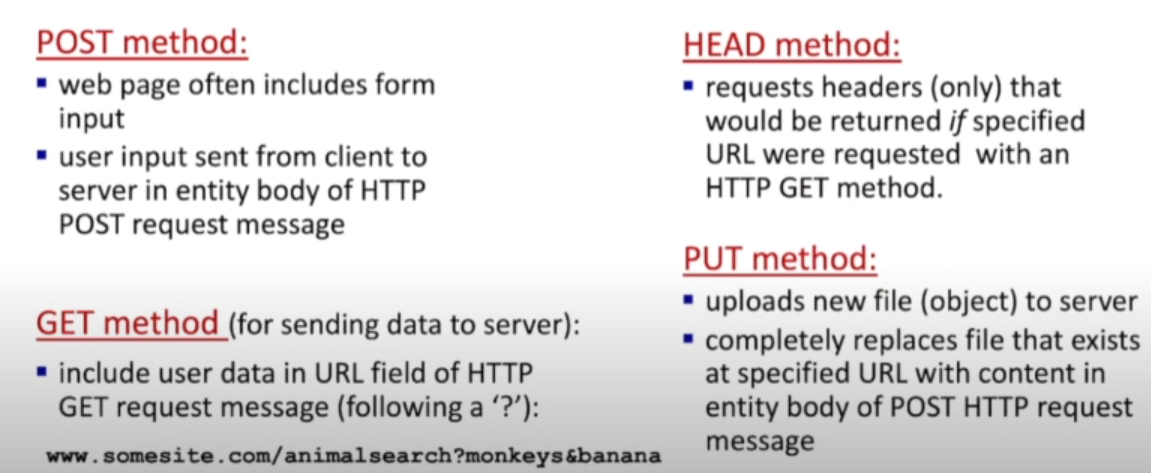 POST method:
▪ web page often includes form
input
▪ user input sent from client to
server in entity body of HTTP
POST request message
GET method (for sending data to server):
▪ include user data in URL field of HTTP
GET request message (following a ‘?’):
www.somesite.com/animalsearch?monkeys&banana
HEAD method:
▪ requests headers (only) that
would be returned if specified
URL were requested with an
HTTP GET method.
PUT method:
▪ uploads new file (object) to server
▪ completely replaces file that exists
at specified URL with content in
entity body of POST HTTP request
message